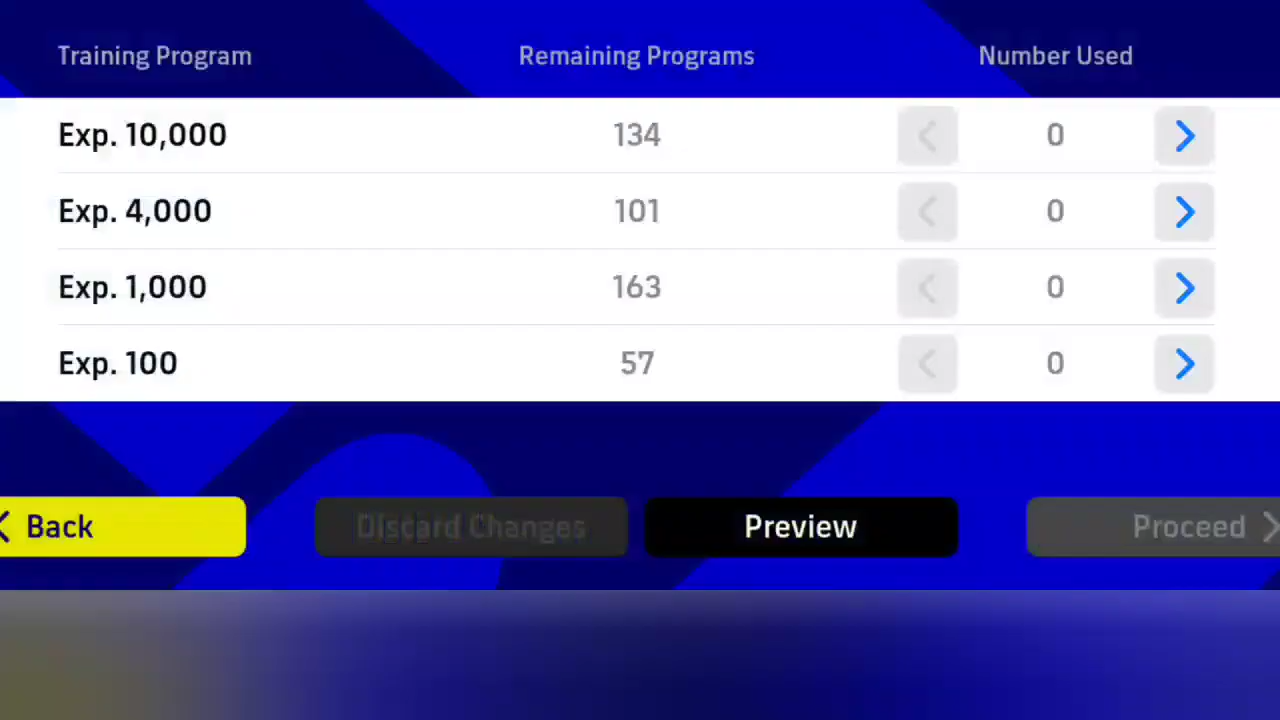 Training Program Remaining Programs Number Used
Exp. 10,000 134 0
Exp. 4,000 101 0
Exp. 1,000 163 0
Exp. 100 57 0
Back Discard Changes Preview Proceed